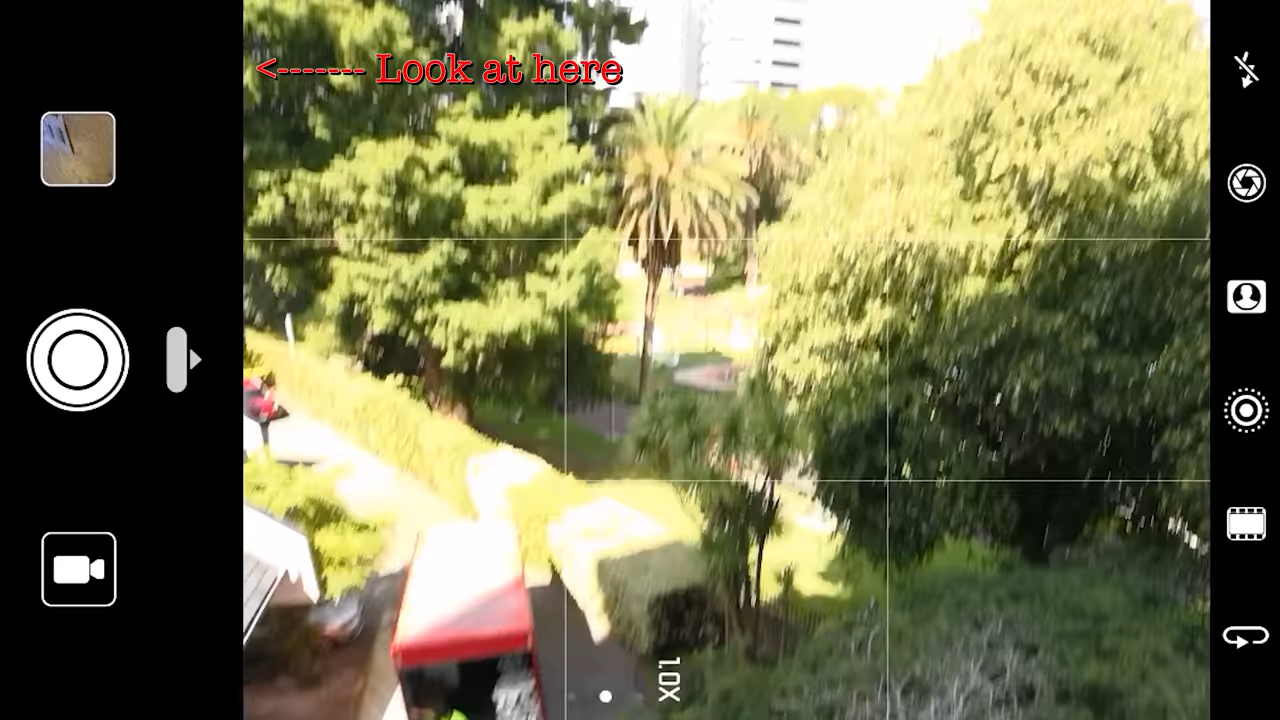 <------- Look at here
1.0X